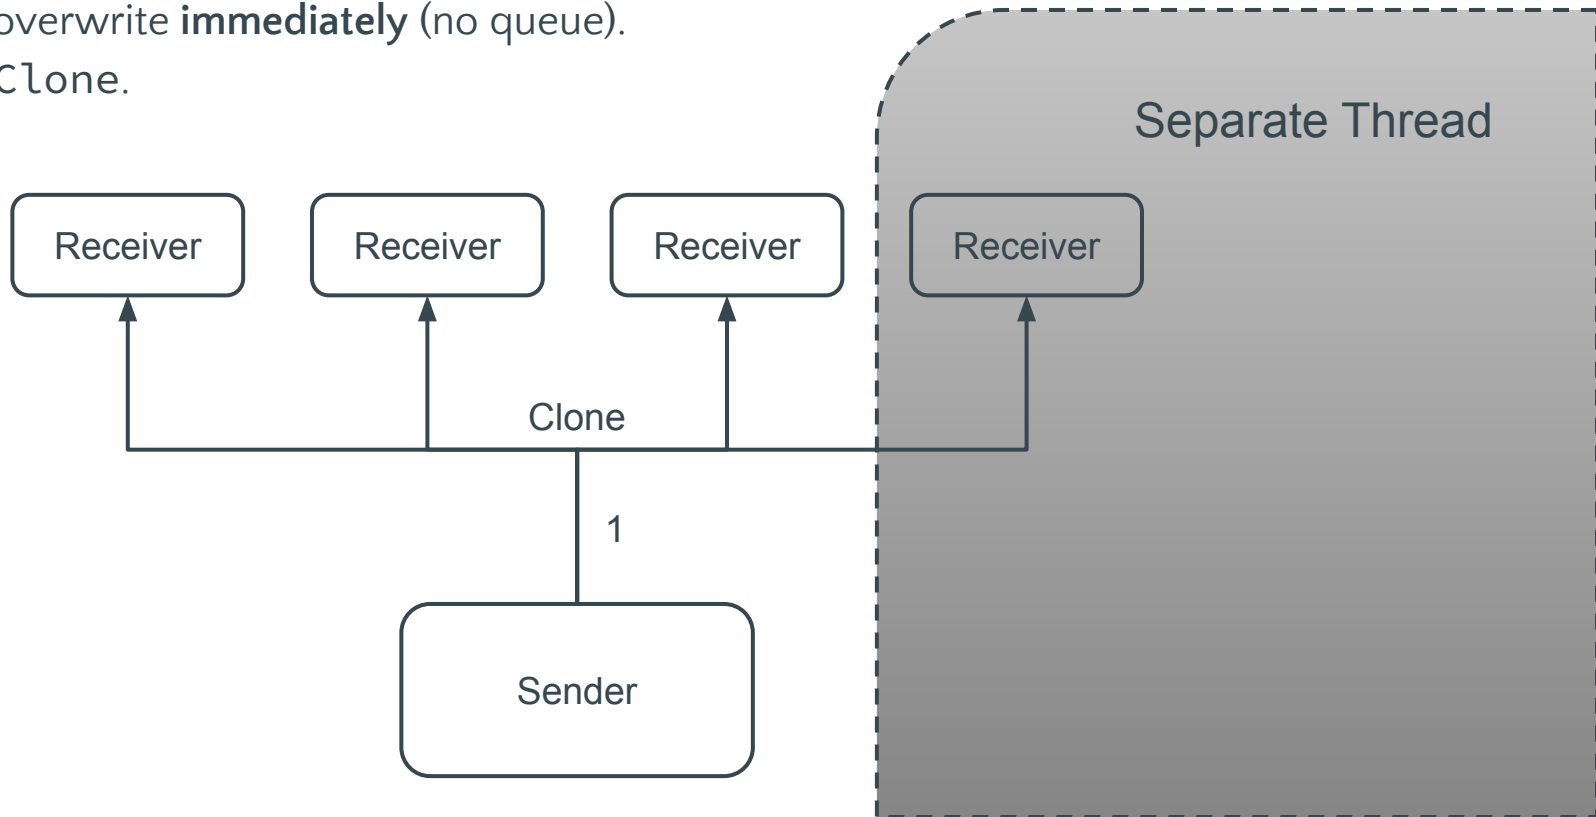 overwrite immediately (no queue).
Clone.
Separate Thread
Receiver
Receiver
Receiver
Receiver
Clone
1
Sender